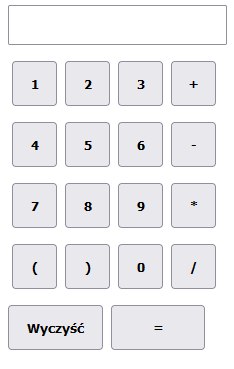 1 2 3 +
4 5 6 -
7 8 9 *
( ) 0 /
Wyczyść =